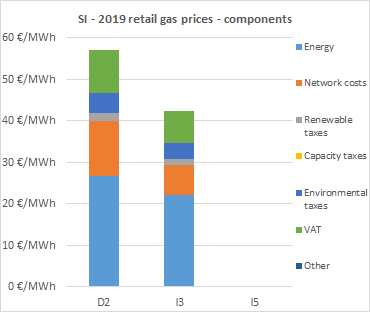 SI - 2019 retail gas prices - components
60 €/MWh
50 €/MWh
40 €/MWh
30 €/MWh
20 €/MWh
10 €/MWh
0 €/MWh
D2
I3
I5
Energy
Network costs
Renewable
taxes
Capacity taxes
Environmental
taxes
VAT
Other